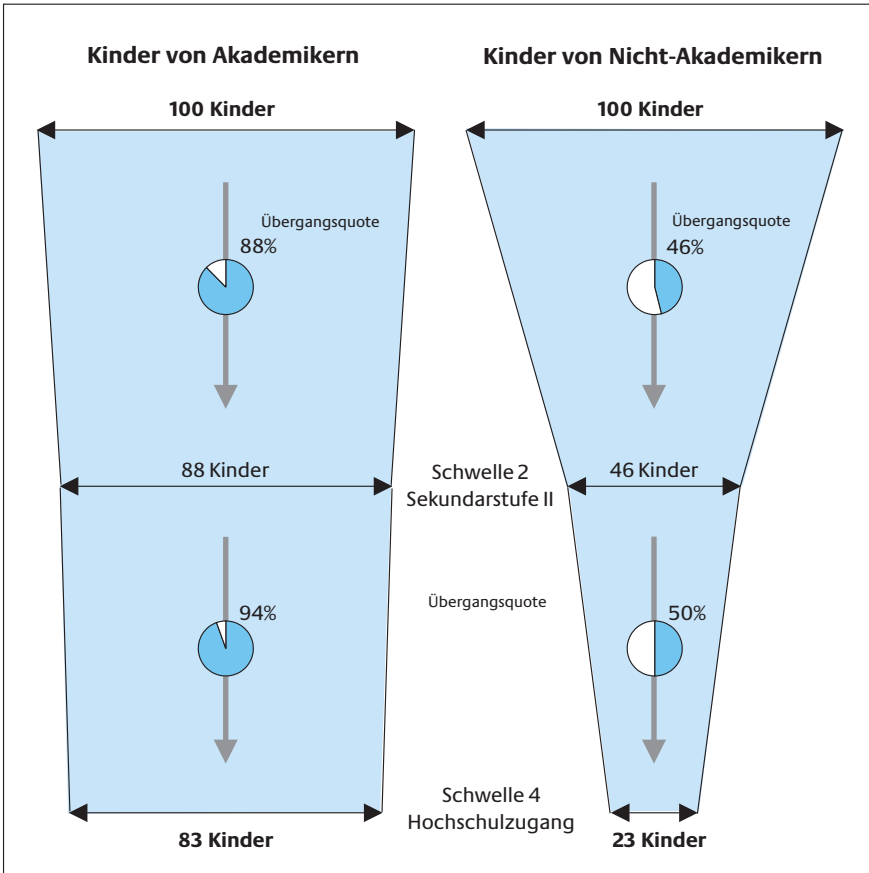 Kinder von Akademikern
Kinder von Nicht-Akademikern
100 Kinder
100 Kinder
Übergangsquote
88%
Übergangsquote
46%
88 Kinder
Schwelle 2
Sekundarstufe II
46 Kinder
94%
Übergangsquote
50%
Schwelle 4
Hochschulzugang
83 Kinder
23 Kinder